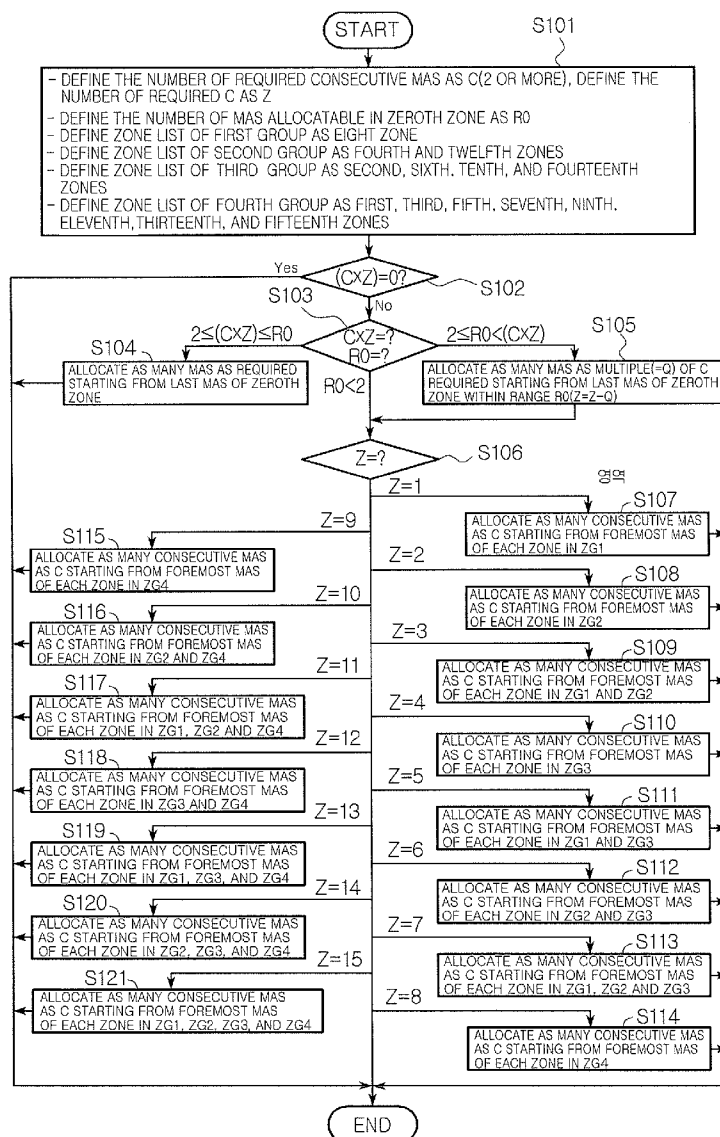 START
S101
- DEFINE THE NUMBER OF REQUIRED CONSECUTIVE MAS AS C(2 OR MORE), DEFINE THE
NUMBER OF REQUIRED C AS Z
- DEFINE THE NUMBER OF MAS ALLOCATABLE IN ZEROTH ZONE AS R0
- DEFINE ZONE LIST OF FIRST GROUP AS EIGHT ZONE
- DEFINE ZONE LIST OF SECOND GROUP AS FOURTH AND TWELFTH ZONES
- DEFINE ZONE LIST OF THIRD GROUP AS SECOND, SIXTH, TENTH, AND FOURTEENTH
ZONES
- DEFINE ZONE LIST OF FOURTH GROUP AS FIRST, THIRD, FIFTH, SEVENTH, NINTH,
ELEVENTH, THIRTEENTH, AND FIFTEENTH ZONES
Yes
(C×Z)=0?
S102
No
S103
C×Z=?
R0=?
2≤(C×Z)≤R0
2≤R0<(C×Z)
R0<2
S104
ALLOCATE AS MANY MAS AS REQUIRED
STARTING FROM LAST MAS OF ZEROTH
ZONE
S105
ALLOCATE AS MANY MAS AS MULTIPLE(=Q) OF C
REQUIRED STARTING FROM LAST MAS OF ZEROTH
ZONE WITHIN RANGE R0(Z=Z-Q)
Z=?
S106
영역
Z=1
S107
ALLOCATE AS MANY CONSECUTIVE MAS
AS C STARTING FROM FOREMOST MAS
OF EACH ZONE IN ZG1
Z=9
S115
ALLOCATE AS MANY CONSECUTIVE MAS
AS C STARTING FROM FOREMOST MAS
OF EACH ZONE IN ZG4
Z=2
S108
ALLOCATE AS MANY CONSECUTIVE MAS
AS C STARTING FROM FOREMOST MAS
OF EACH ZONE IN ZG2
Z=10
S116
ALLOCATE AS MANY CONSECUTIVE MAS
AS C STARTING FROM FOREMOST MAS
OF EACH ZONE IN ZG2 AND ZG4
Z=3
S109
ALLOCATE AS MANY CONSECUTIVE MAS
AS C STARTING FROM FOREMOST MAS
OF EACH ZONE IN ZG1 AND ZG2
Z=11
S117
ALLOCATE AS MANY CONSECUTIVE MAS
AS C STARTING FROM FOREMOST MAS
OF EACH ZONE IN ZG1, ZG2 AND ZG4
Z=4
S110
ALLOCATE AS MANY CONSECUTIVE MAS
AS C STARTING FROM FOREMOST MAS
OF EACH ZONE IN ZG3
Z=12
S118
ALLOCATE AS MANY CONSECUTIVE MAS
AS C STARTING FROM FOREMOST MAS
OF EACH ZONE IN ZG3 AND ZG4
Z=5
S111
ALLOCATE AS MANY CONSECUTIVE MAS
AS C STARTING FROM FOREMOST MAS
OF EACH ZONE IN ZG1 AND ZG3
Z=13
S119
ALLOCATE AS MANY CONSECUTIVE MAS
AS C STARTING FROM FOREMOST MAS
OF EACH ZONE IN ZG1, ZG3, AND ZG4
Z=6
S112
ALLOCATE AS MANY CONSECUTIVE MAS
AS C STARTING FROM FOREMOST MAS
OF EACH ZONE IN ZG2 AND ZG3
Z=14
S120
ALLOCATE AS MANY CONSECUTIVE MAS
AS C STARTING FROM FOREMOST MAS
OF EACH ZONE IN ZG2, ZG3, AND ZG4
Z=7
S113
ALLOCATE AS MANY CONSECUTIVE MAS
AS C STARTING FROM FOREMOST MAS
OF EACH ZONE IN ZG1, ZG2 AND ZG3
Z=15
S121
ALLOCATE AS MANY CONSECUTIVE MAS
AS C STARTING FROM FOREMOST MAS
OF EACH ZONE IN ZG1, ZG2, ZG3, AND ZG4
Z=8
S114
ALLOCATE AS MANY CONSECUTIVE MAS
AS C STARTING FROM FOREMOST MAS
OF EACH ZONE IN ZG4
END